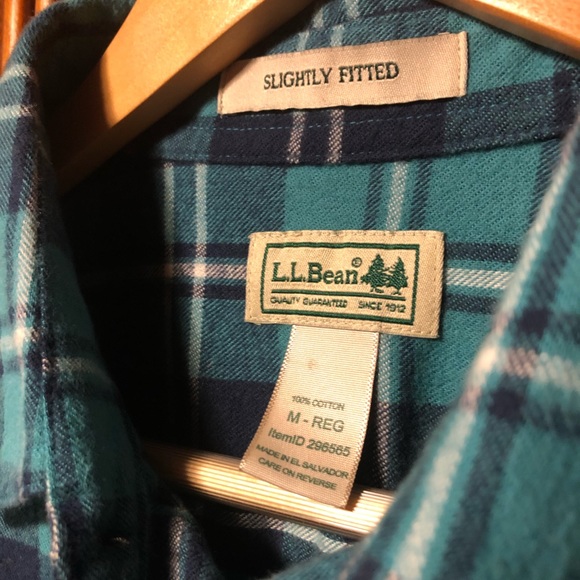 SLIGHTLY FITTED
L.L.Bean®
QUALITY GUARANTEED SINCE 1912
100% COTTON
M - REG
ItemID 296565
MADE IN EL SALVADOR
CARE ON REVERSE